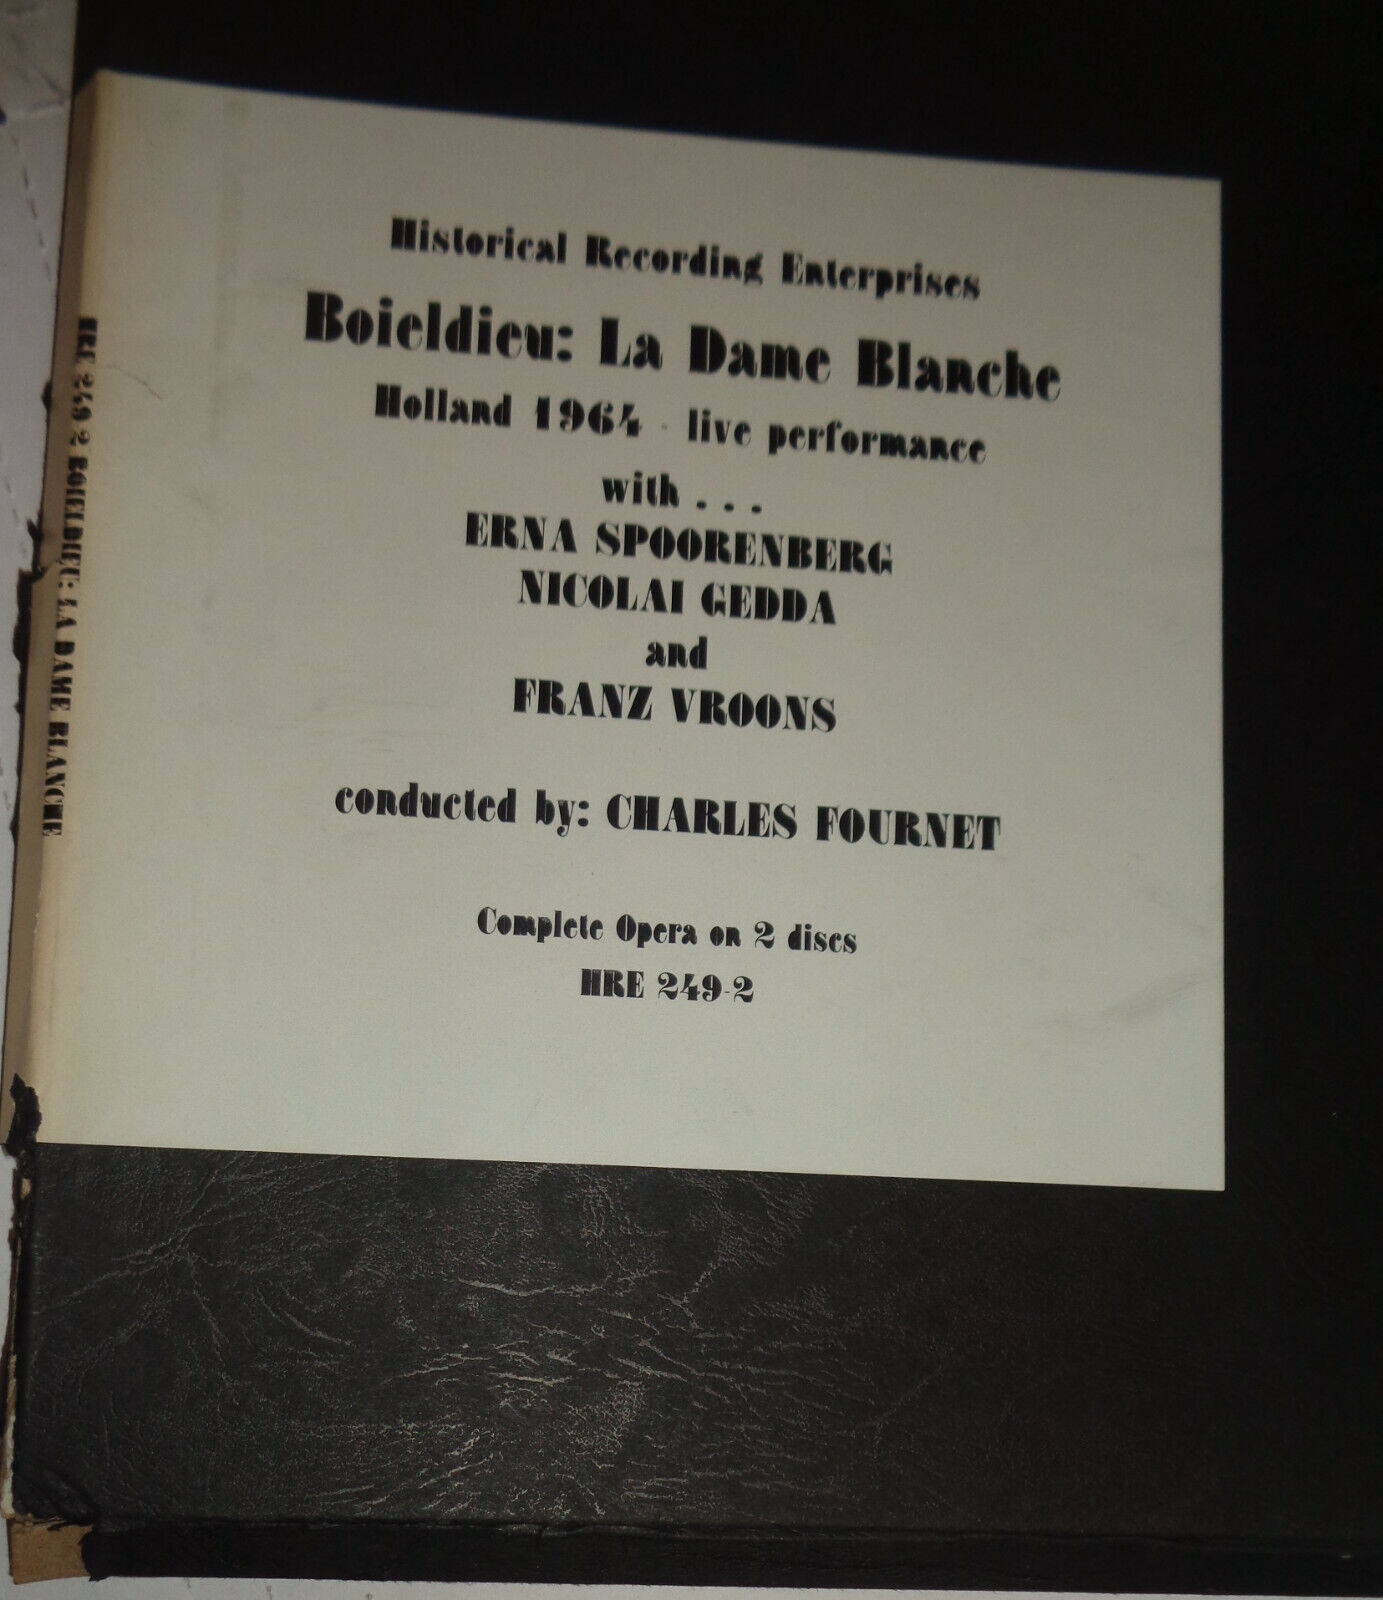 Historical Recording Enterprises
Boieldieu: La Dame Blanche
Holland 1964 - live performance
with . . .
ERNA SPOORENBERG
NICOLAI GEDDA
and
FRANZ VROONS
conducted by: CHARLES FOURNET
Complete Opera on 2 discs
HRE 249-2
HRE 249-2 BOIELDIEU: LA DAME BLANCHE